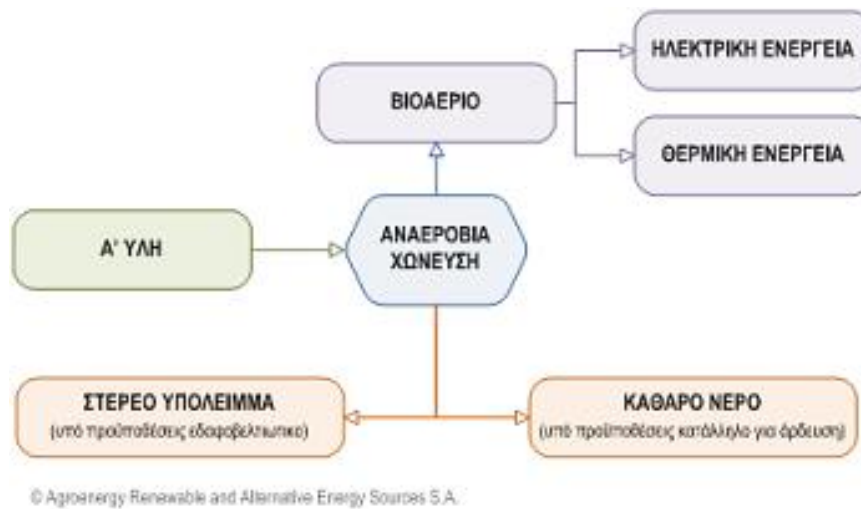 ΗΛΕΚΤΡΙΚΗ ΕΝΕΡΓΕΙΑ
ΒΙΟΑΕΡΙΟ
ΘΕΡΜΙΚΗ ΕΝΕΡΓΕΙΑ
Α' ΥΛΗ
ΑΝΑΕΡΟΒΙΑ
ΧΩΝΕΥΣΗ
ΣΤΕΡΕΟ ΥΠΟΛΕΙΜΜΑ
(υπό προϋποθέσεις εδαφοβελτιωτικο)
ΚΑΘΑΡΟ ΝΕΡΟ
(υπό προϋποθέσεις κατάλληλο για άρδευση)
© Agroenergy Renewable and Alternative Energy Sources S.A.